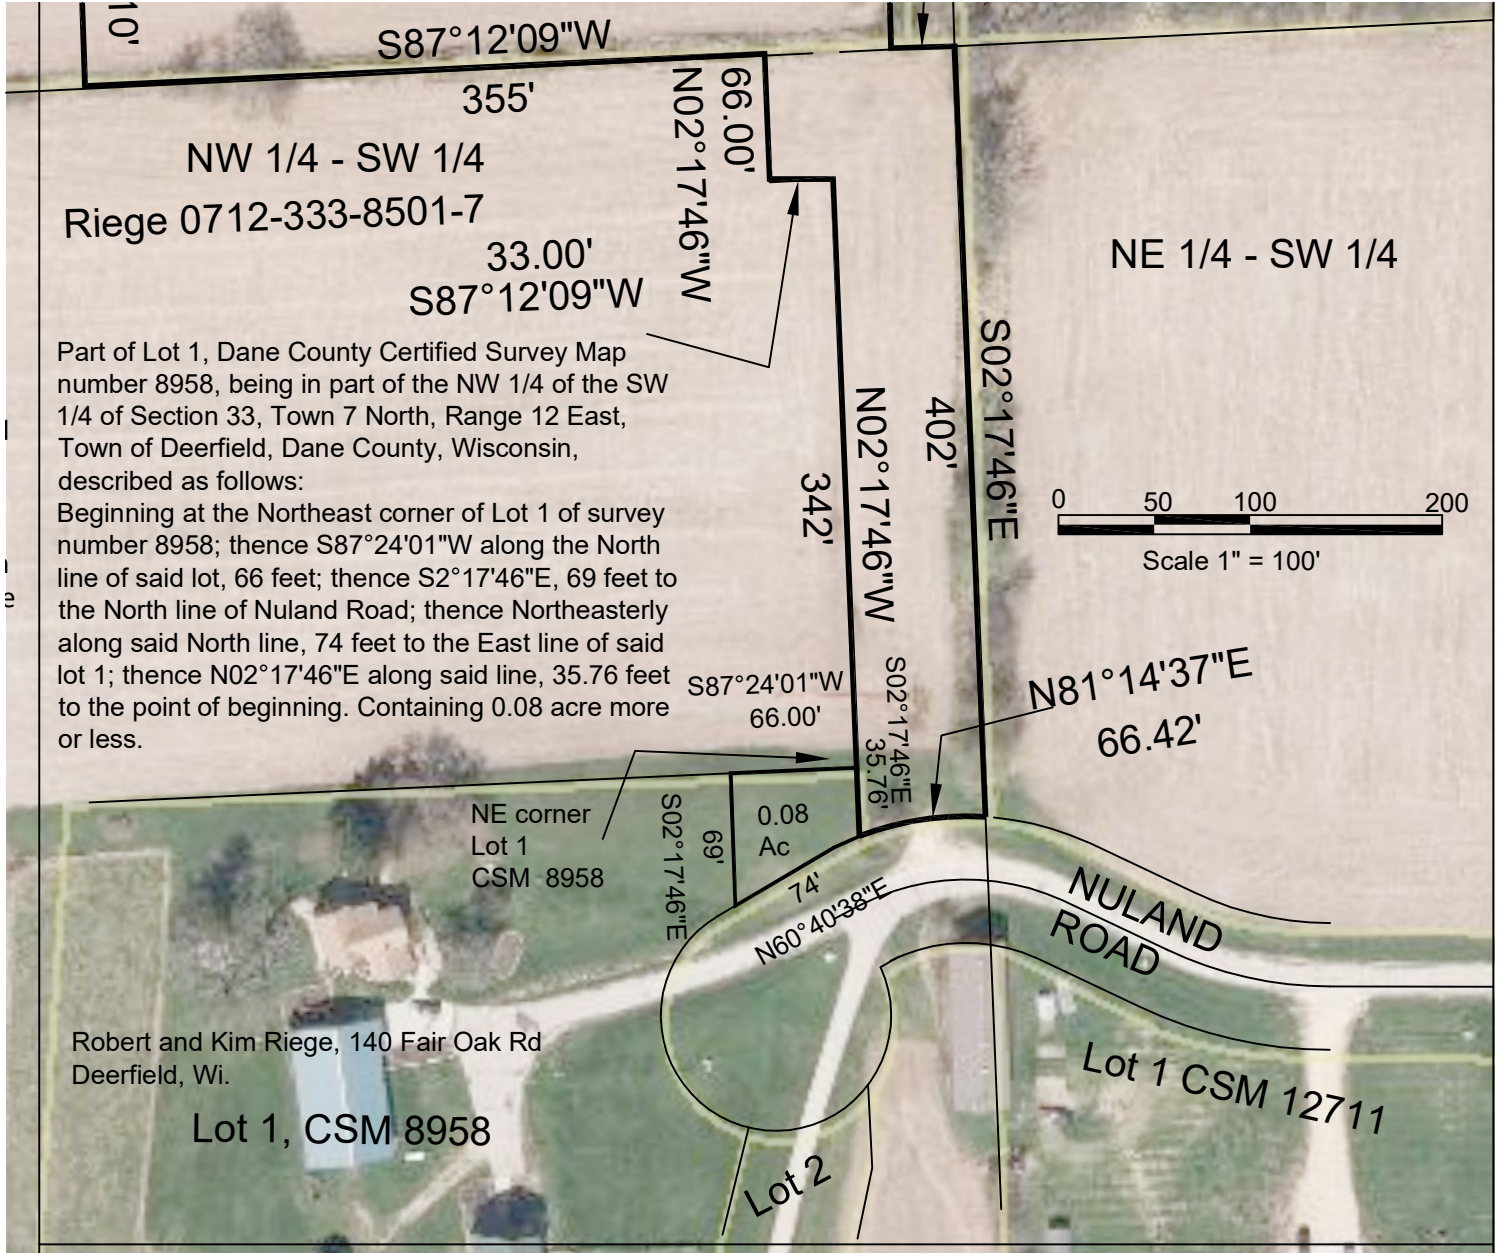 10'
S87°12'09"W
355'
66.00'
N02°17'46"W
NW 1/4 - SW 1/4
Riege 0712-333-8501-7
33.00'
S87°12'09"W
NE 1/4 - SW 1/4
Part of Lot 1, Dane County Certified Survey Map
number 8958, being in part of the NW 1/4 of the SW
1/4 of Section 33, Town 7 North, Range 12 East,
Town of Deerfield, Dane County, Wisconsin,
described as follows:
Beginning at the Northeast corner of Lot 1 of survey
number 8958; thence S87°24'01"W along the North
line of said lot, 66 feet; thence S2°17'46"E, 69 feet to
the North line of Nuland Road; thence Northeasterly
along said North line, 74 feet to the East line of said
lot 1; thence N02°17'46"E along said line, 35.76 feet
to the point of beginning. Containing 0.08 acre more
or less.
342'
N02°17'46"W
402'
S02°17'46"E
0 50 100 200
Scale 1" = 100'
S87°24'01"W
66.00'
S02°17'46"E
35.76'
N81°14'37"E
66.42'
NE corner
Lot 1
CSM 8958
S02°17'46"E
69'
0.08
Ac
74'
N60°40'38"E
NULAND
ROAD
Robert and Kim Riege, 140 Fair Oak Rd
Deerfield, Wi.
Lot 1, CSM 8958
Lot 2
Lot 1 CSM 12711
e